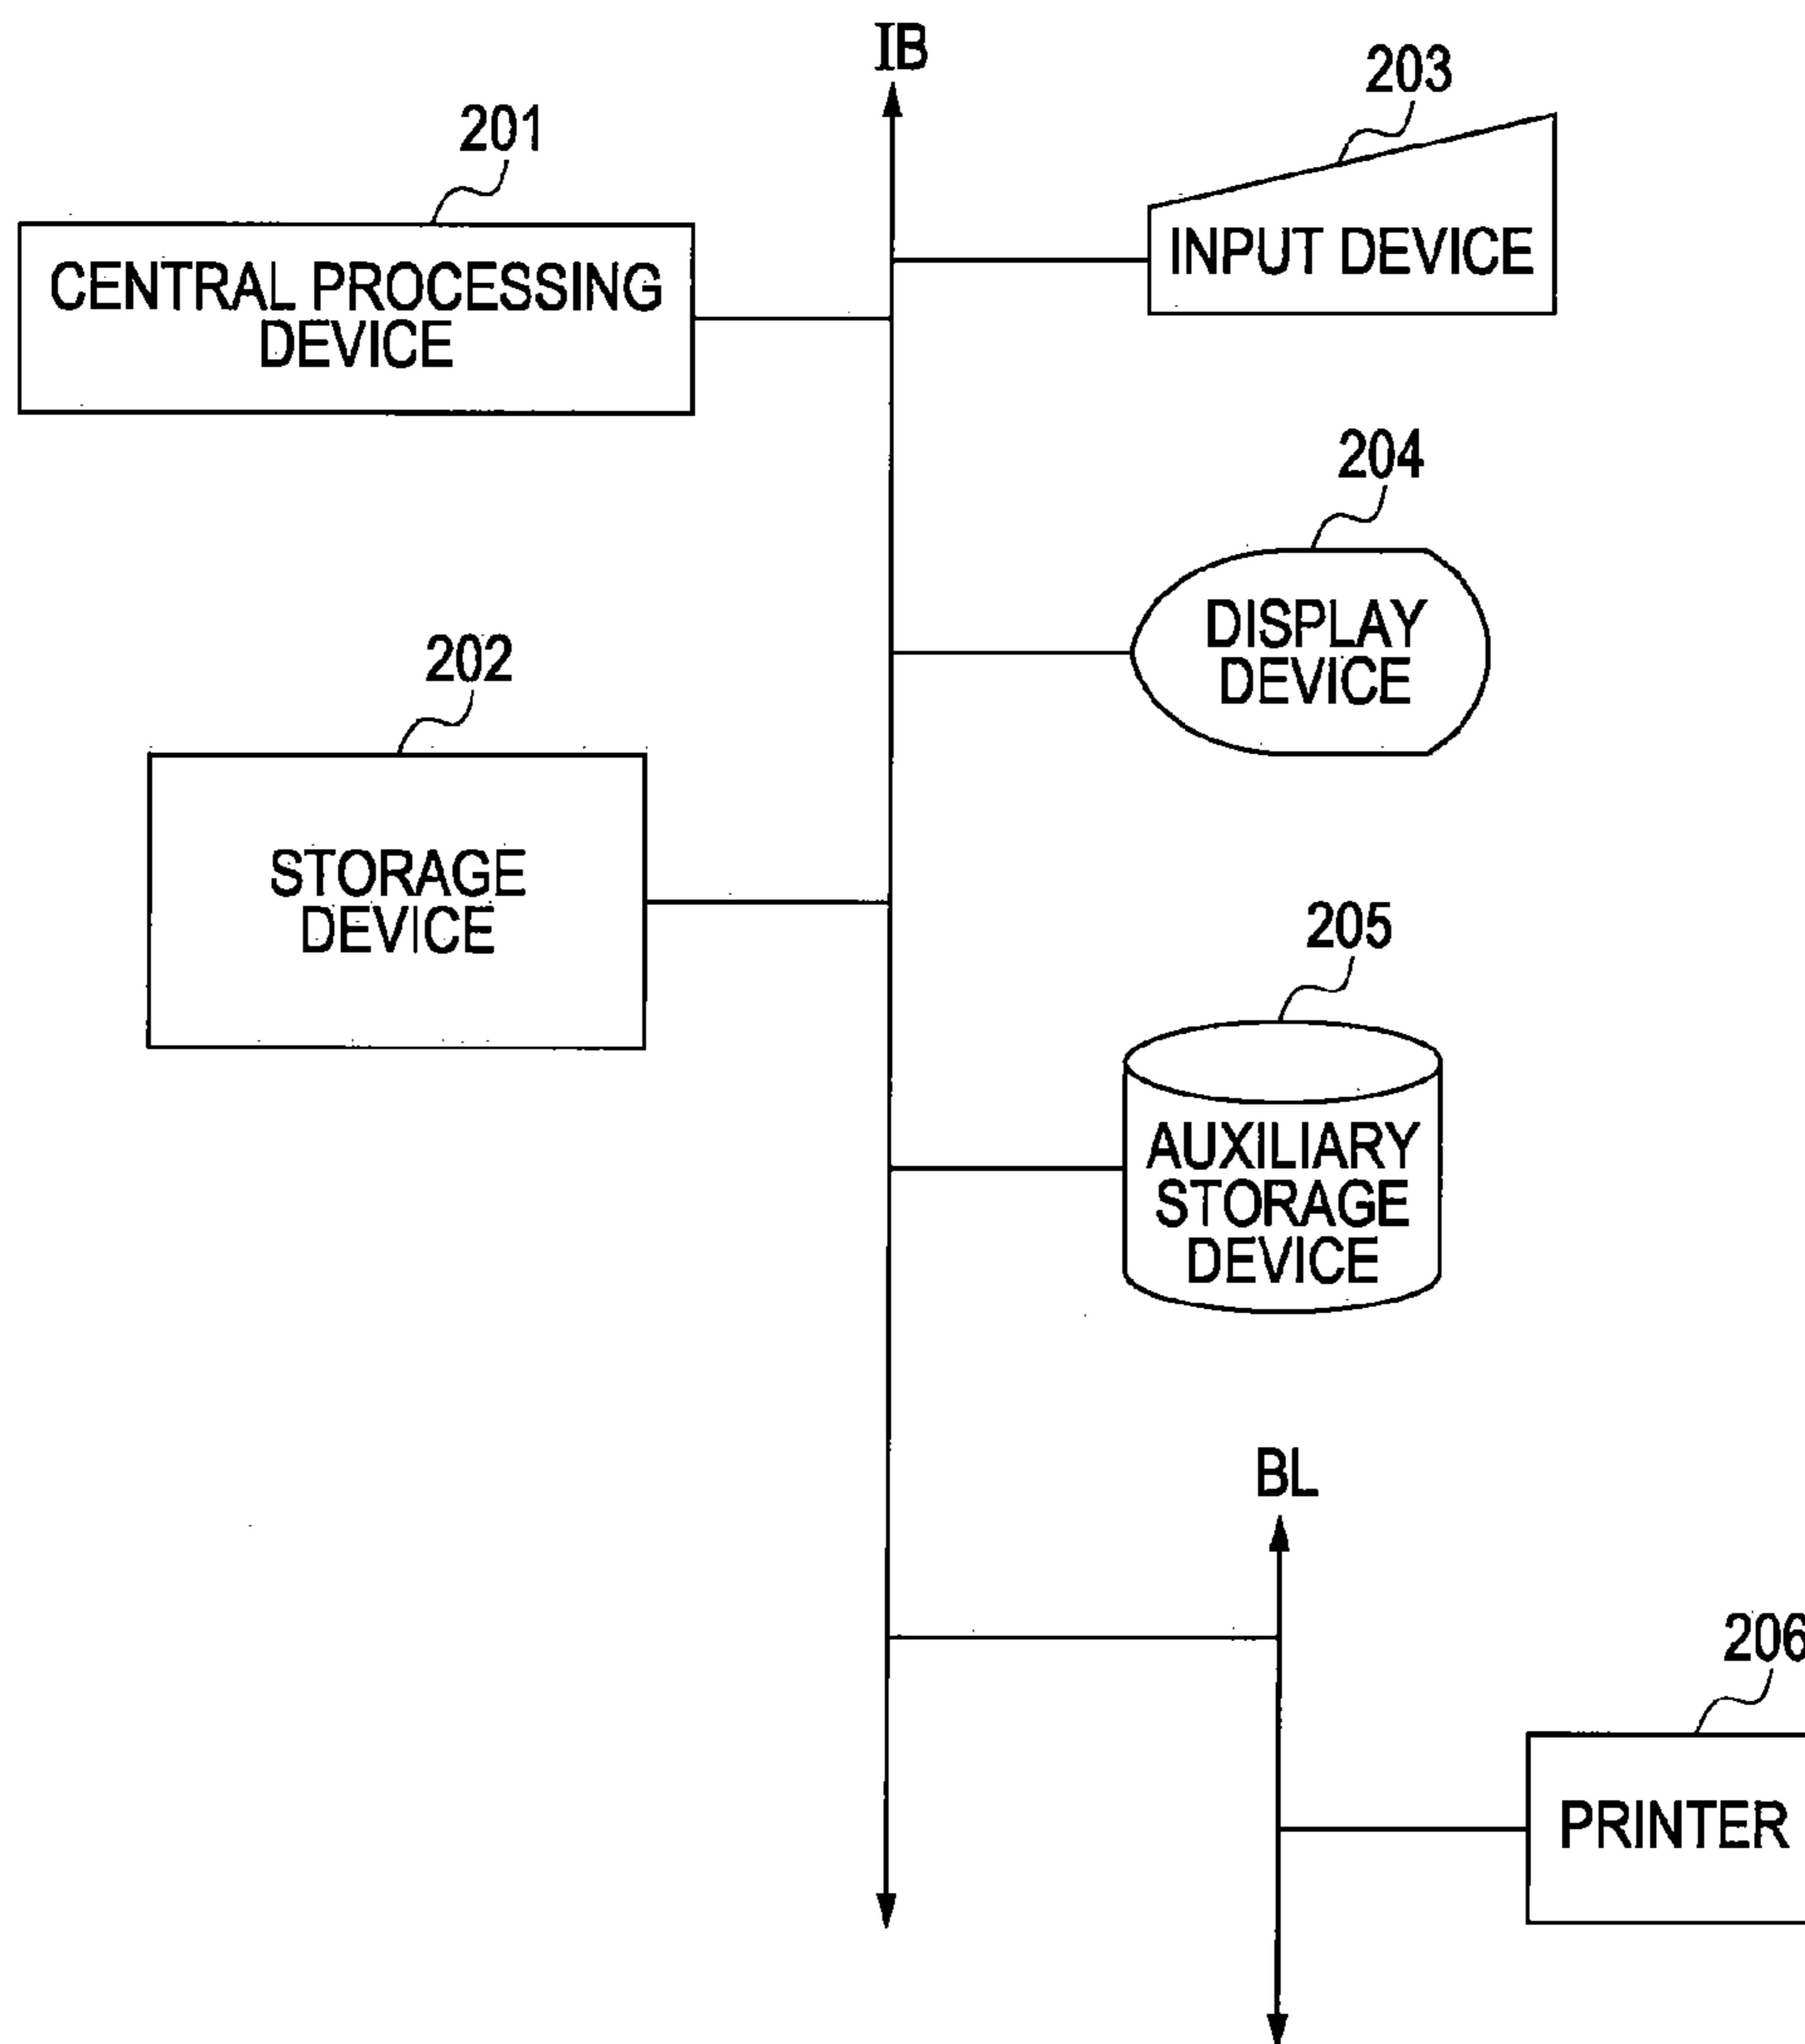 IB
203
201
INPUT DEVICE
CENTRAL PROCESSING
DEVICE
204
DISPLAY
DEVICE
202
STORAGE
DEVICE
205
AUXILIARY
STORAGE
DEVICE
BL
206
PRINTER